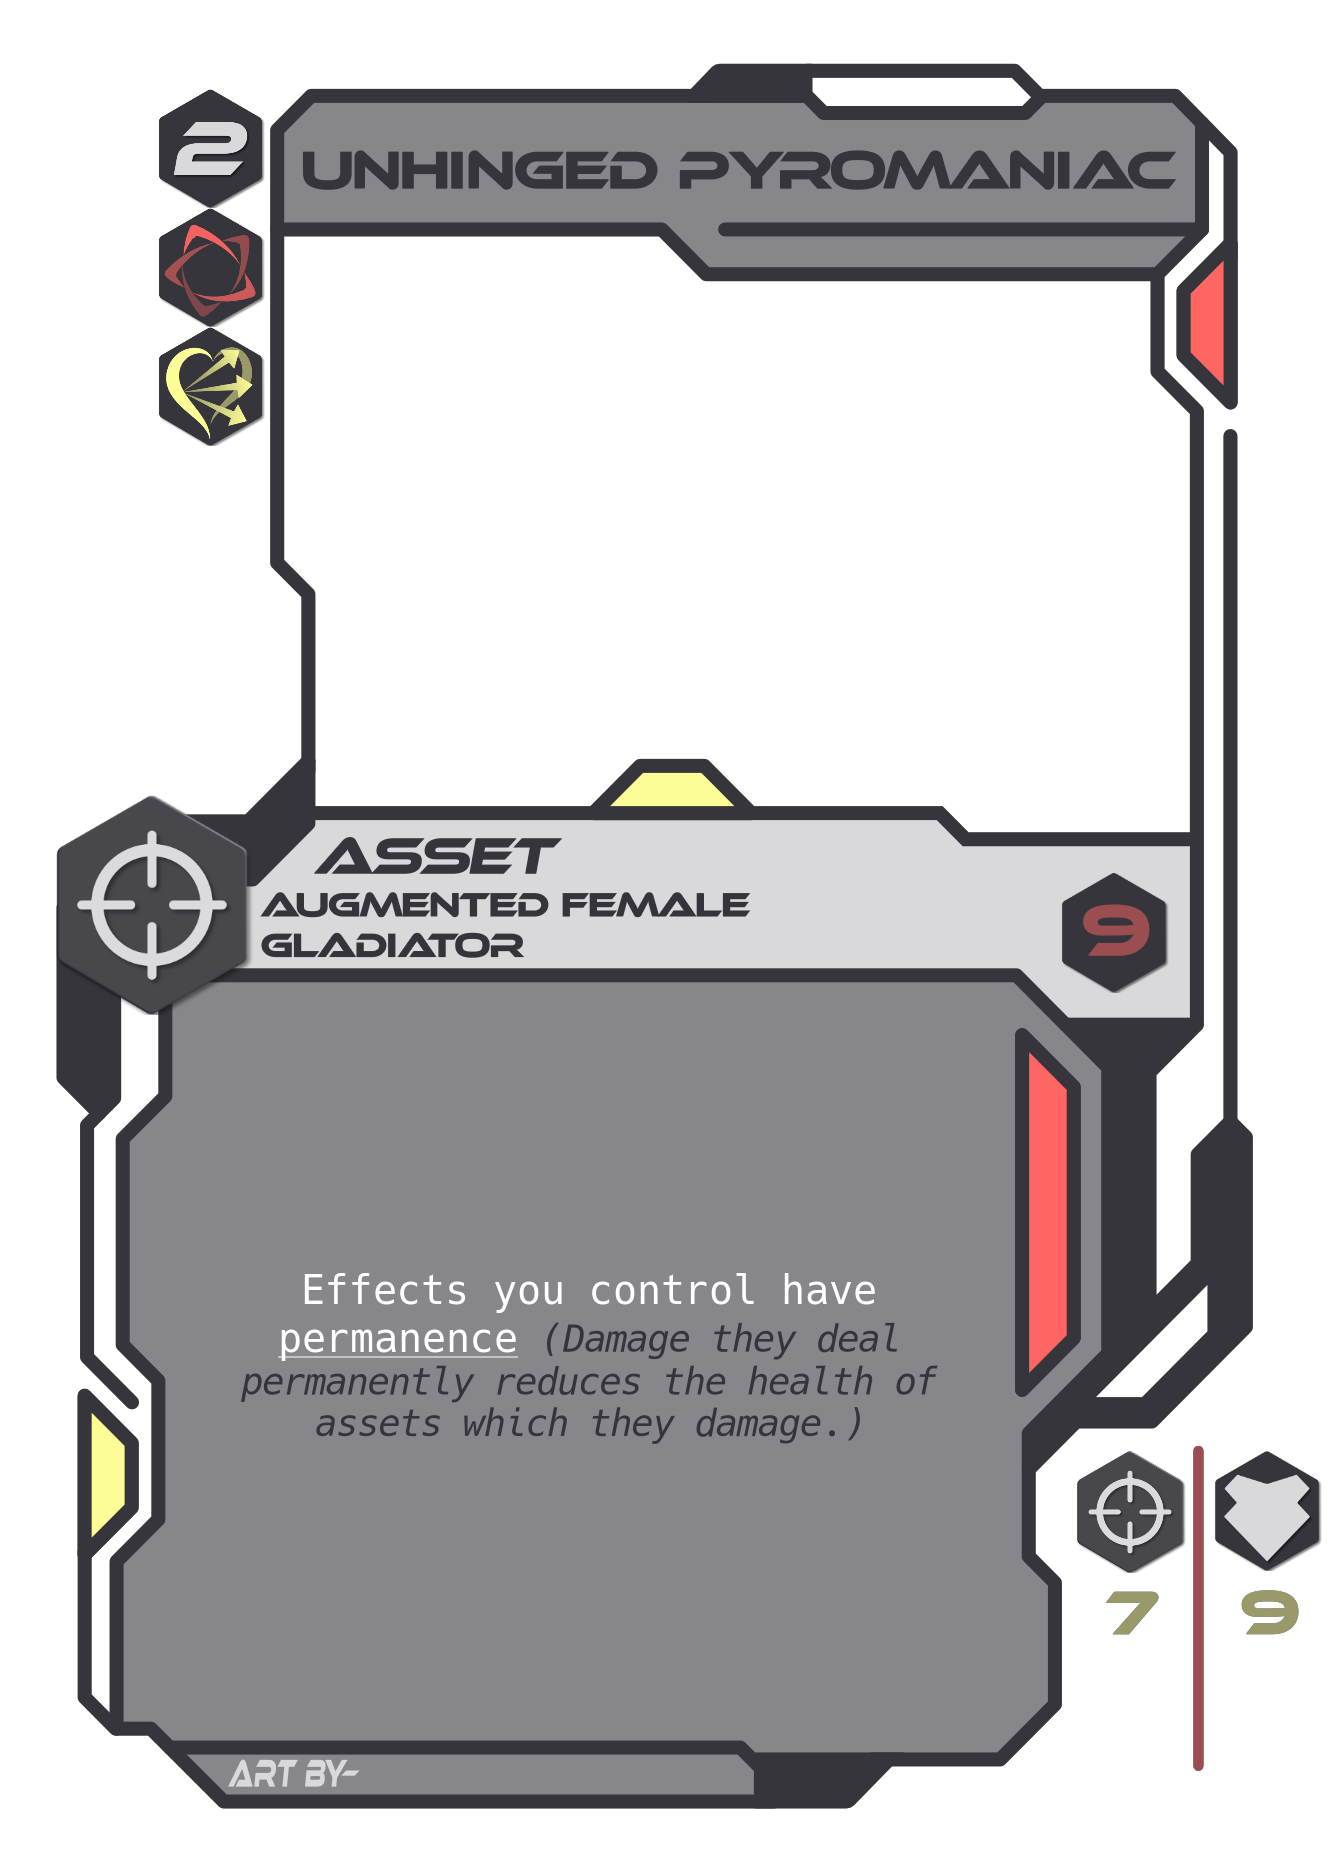 2
UNHINGED PYROMANIAC
ASSET
AUGMENTED FEMALE
GLADIATOR
9
Effects you control have
permanence (Damage they deal
permanently reduces the health of
assets which they damage.)
7
9
ART BY-